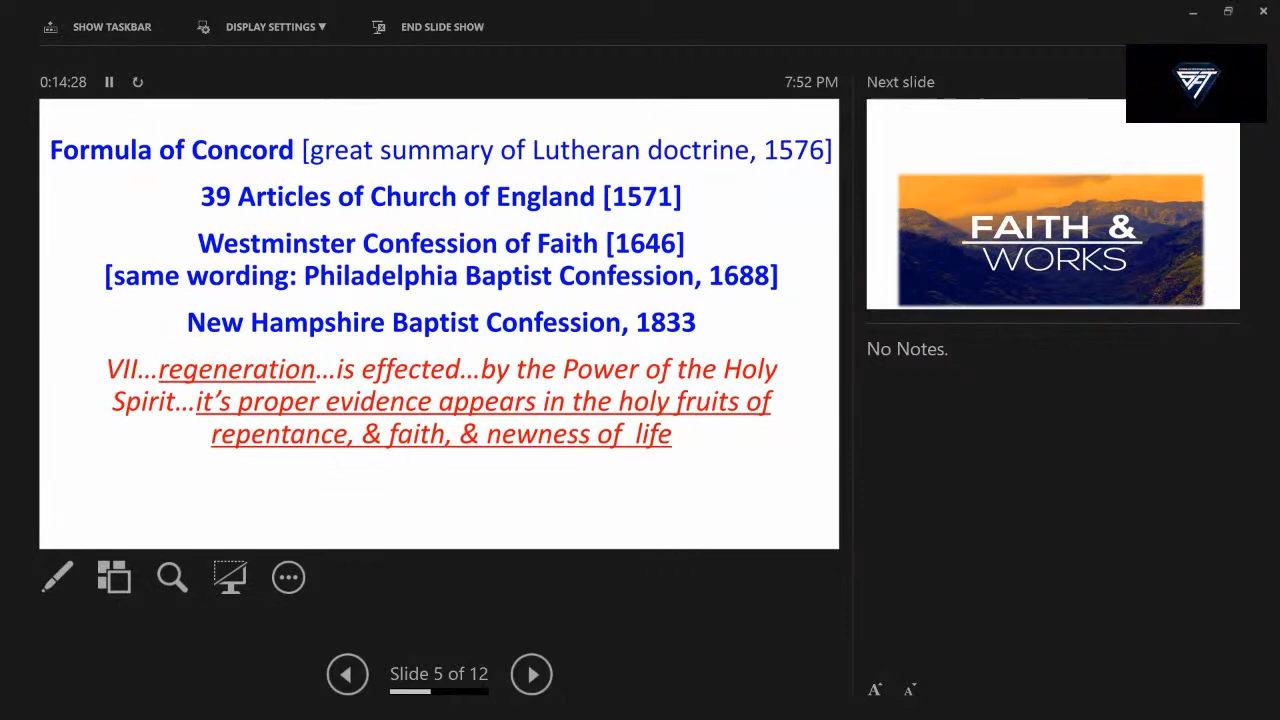 SHOW TASKBAR
DISPLAY SETTINGS ▼
END SLIDE SHOW
0:14:28
7:52 PM
Next slide
Formula of Concord [great summary of Lutheran doctrine, 1576]
39 Articles of Church of England [1571]
Westminster Confession of Faith [1646]
[same wording: Philadelphia Baptist Confession, 1688]
New Hampshire Baptist Confession, 1833
VII...regeneration...is effected...by the Power of the Holy
Spirit...it's proper evidence appears in the holy fruits of
repentance, & faith, & newness of life
FAITH &
WORKS
No Notes.
Slide 5 of 12
A
A